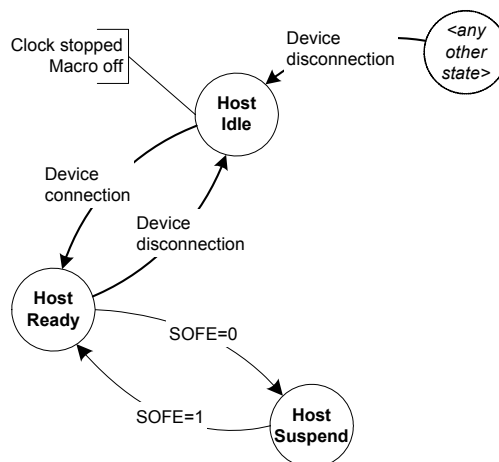 Clock stopped
Macro off
Device
disconnection
<any
other
state>
Host
Idle
Device
connection
Device
disconnection
Host
Ready
SOFE=0
SOFE=1
Host
Suspend